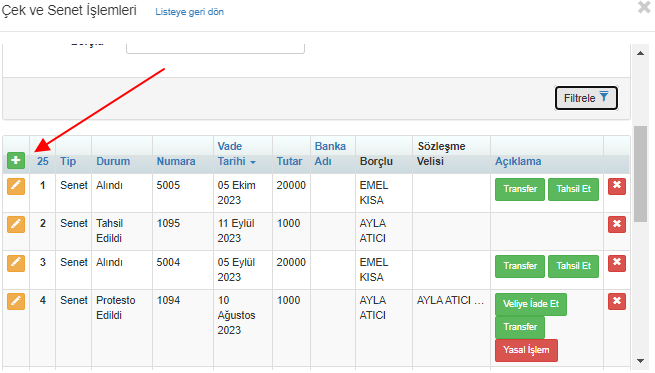 Çek ve Senet İşlemleri Listeye geri dön
Filtrele
25 Tip Durum Numara Vade Tarihi Tutar Banka Adı Borçlu Sözleşme Velisi Açıklama
1 Senet Alındı 5005 05 Ekim 2023 20000 EMEL KISA Transfer Tahsil Et
2 Senet Tahsil Edildi 1095 11 Eylül 2023 1000 AYLA ATICI
3 Senet Alındı 5004 05 Eylül 2023 20000 EMEL KISA Transfer Tahsil Et
4 Senet Protesto Edildi 1094 10 Ağustos 2023 1000 AYLA ATICI AYLA ATICI ... Veliye İade Et
Transfer
Yasal İşlem